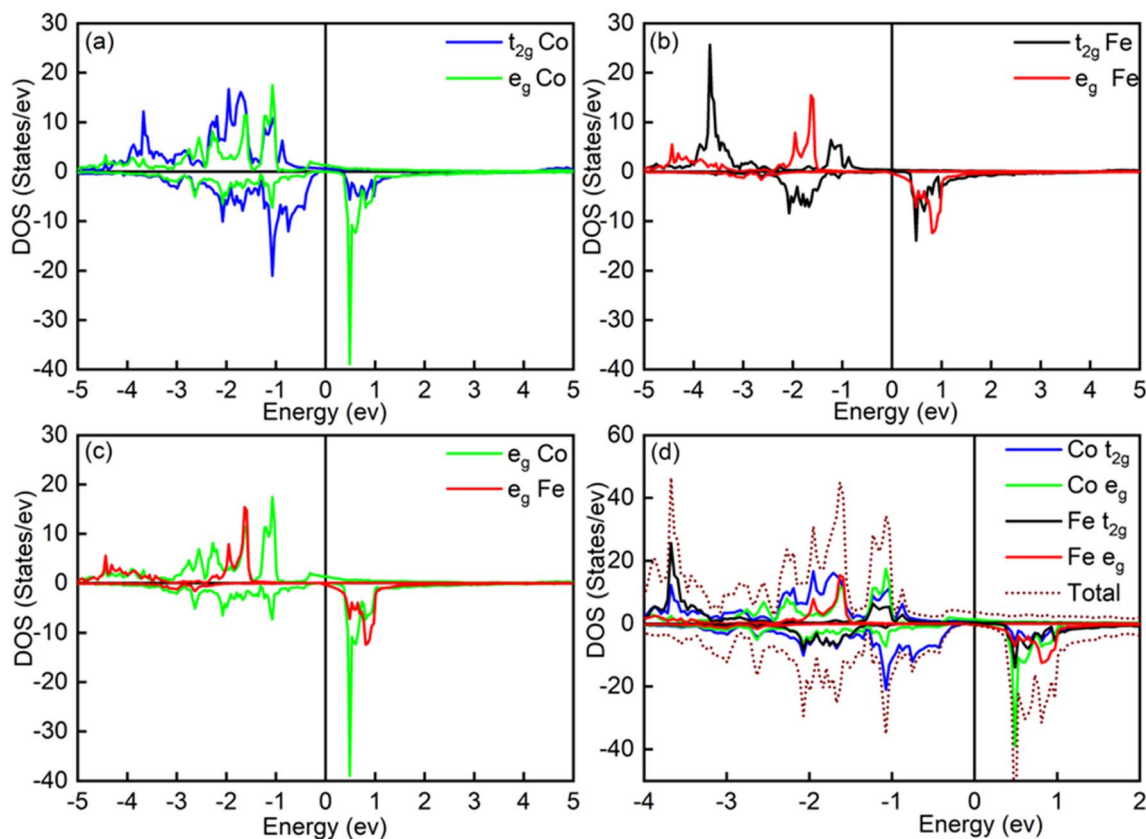 (a)
t2g Co
eg Co
30
20
10
0
-10
-20
-30
-40
DOS (States/ev)
-5 -4 -3 -2 -1 0 1 2 3 4 5
Energy (ev)
(b)
t2g Fe
eg Fe
30
20
10
0
-10
-20
-30
-40
DOS (States/ev)
-5 -4 -3 -2 -1 0 1 2 3 4 5
Energy (ev)
(c)
eg Co
eg Fe
30
20
10
0
-10
-20
-30
-40
DOS (States/ev)
-5 -4 -3 -2 -1 0 1 2 3 4 5
Energy (ev)
(d)
Co t2g
Co eg
Fe t2g
Fe eg
Total
60
40
20
0
-20
-40
DOS (States/ev)
-4 -3 -2 -1 0 1 2
Energy (ev)